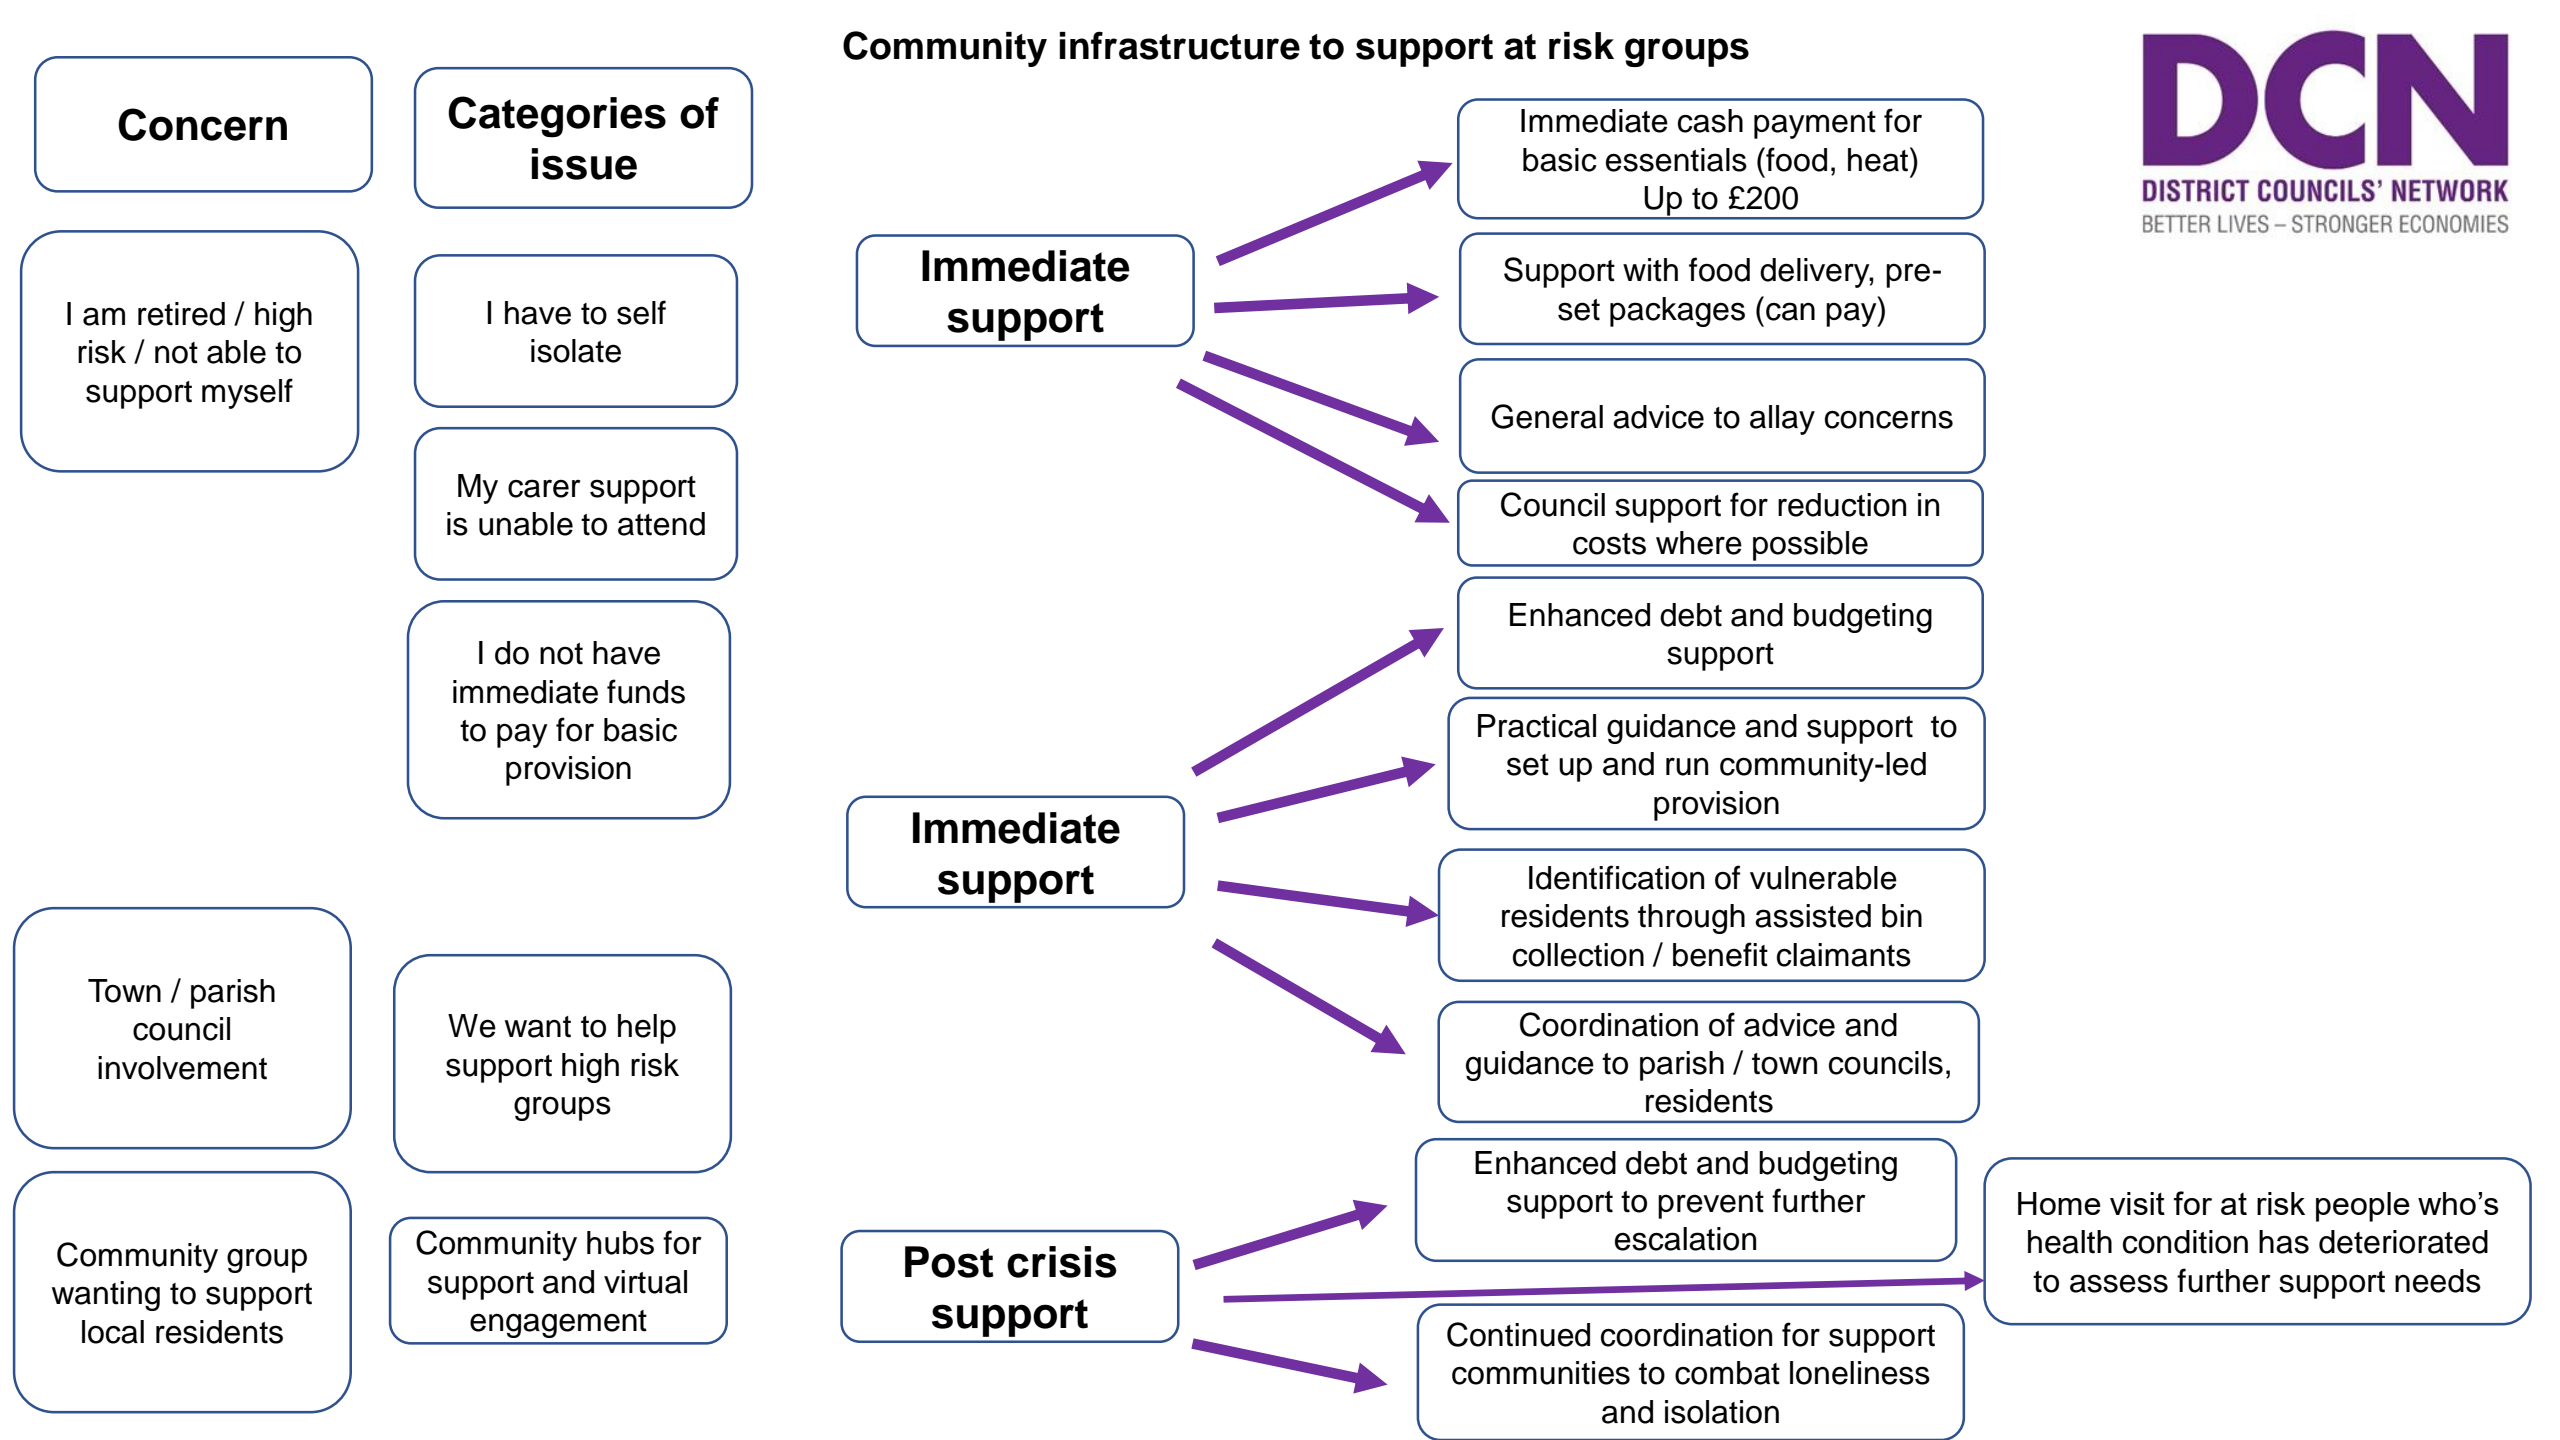 Community infrastructure to support at risk groups
DCN
DISTRICT COUNCILS' NETWORK
BETTER LIVES – STRONGER ECONOMIES
Concern
Categories of
issue
I am retired / high
risk / not able to
support myself
I have to self
isolate
My carer support
is unable to attend
I do not have
immediate funds
to pay for basic
provision
Town / parish
council
involvement
We want to help
support high risk
groups
Community group
wanting to support
local residents
Community hubs for
support and virtual
engagement
Immediate
support
Immediate cash payment for
basic essentials (food, heat)
Up to £200
Support with food delivery, pre-
set packages (can pay)
General advice to allay concerns
Council support for reduction in
costs where possible
Immediate
support
Enhanced debt and budgeting
support
Practical guidance and support  to
set up and run community-led
provision
Identification of vulnerable
residents through assisted bin
collection / benefit claimants
Coordination of advice and
guidance to parish / town councils,
residents
Post crisis
support
Enhanced debt and budgeting
support to prevent further
escalation
Home visit for at risk people who’s
health condition has deteriorated
to assess further support needs
Continued coordination for support
communities to combat loneliness
and isolation